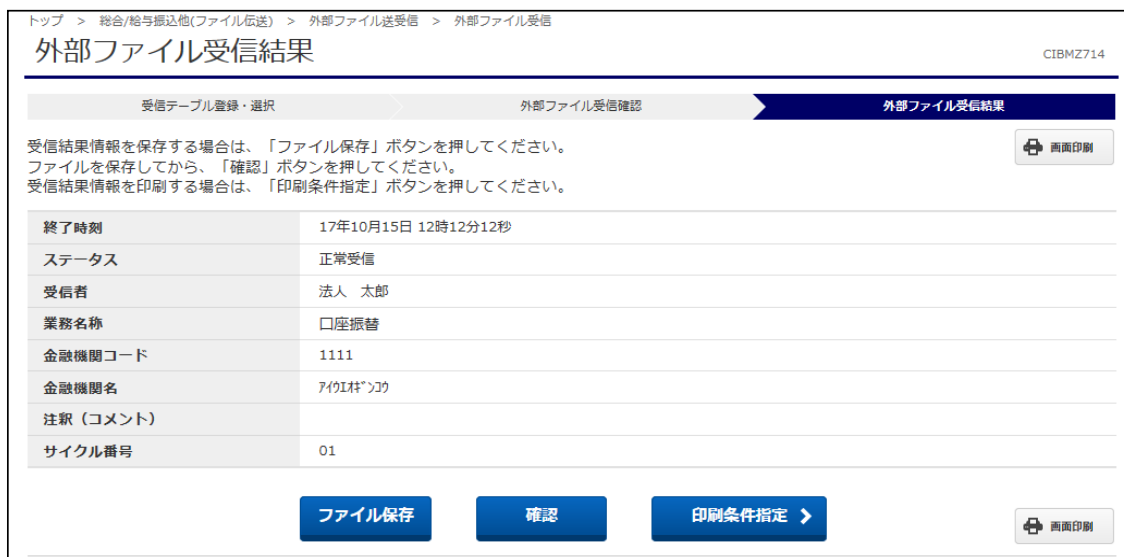 トップ > 総合/給与振込他(ファイル伝送) > 外部ファイル送受信 > 外部ファイル受信
外部ファイル受信結果
CIBMZ714
受信テーブル登録・選択
外部ファイル受信確認
外部ファイル受信結果
受信結果情報を保存する場合は、「ファイル保存」ボタンを押してください。
画面印刷
ファイルを保存してから、「確認」ボタンを押してください。
受信結果情報を印刷する場合は、「印刷条件指定」ボタンを押してください。
終了時刻 17年10月15日 12時12分12秒
ステータス 正常受信
受信者 法人 太郎
業務名称 口座振替
金融機関コード 1111
金融機関名 ｱｲｳｴｵｷﾞﾝｺｳ
注釈（コメント）
サイクル番号 01
ファイル保存
確認
印刷条件指定
画面印刷